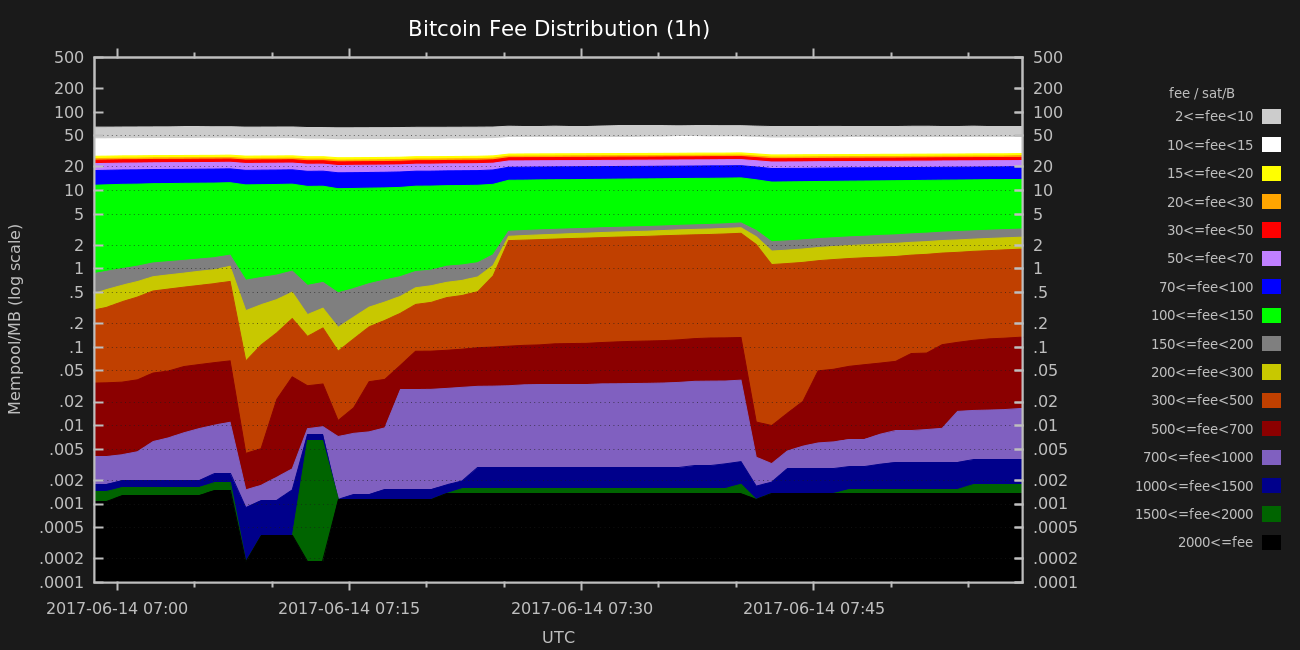 Bitcoin Fee Distribution (1h)
500 500
200 200
100 100
50 50
20 20
10 10
5 5
2 2
1 1
.5 .5
.2 .2
.1 .1
.05 .05
.02 .02
.01 .01
.005 .005
.002 .002
.001 .001
.0005 .0005
.0002 .0002
.0001 .0001
Mempool/MB (log scale)
2017-06-14 07:00 2017-06-14 07:15 2017-06-14 07:30 2017-06-14 07:45
UTC
fee / sat/B
2<=fee<10
10<=fee<15
15<=fee<20
20<=fee<30
30<=fee<50
50<=fee<70
70<=fee<100
100<=fee<150
150<=fee<200
200<=fee<300
300<=fee<500
500<=fee<700
700<=fee<1000
1000<=fee<1500
1500<=fee<2000
2000<=fee